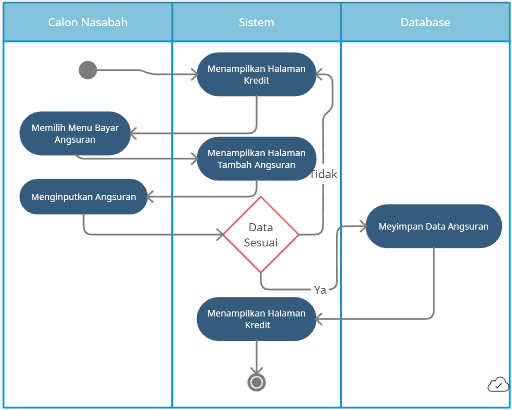 Calon Nasabah
Sistem
Database
Menampilkan Halaman
Kredit
Memilih Menu Bayar
Angsuran
Menampilkan Halaman
Tambah Angsuran
Tidak
Menginputkan Angsuran
Data
Sesuai
Meyimpan Data Angsuran
Ya
Menampilkan Halaman
Kredit